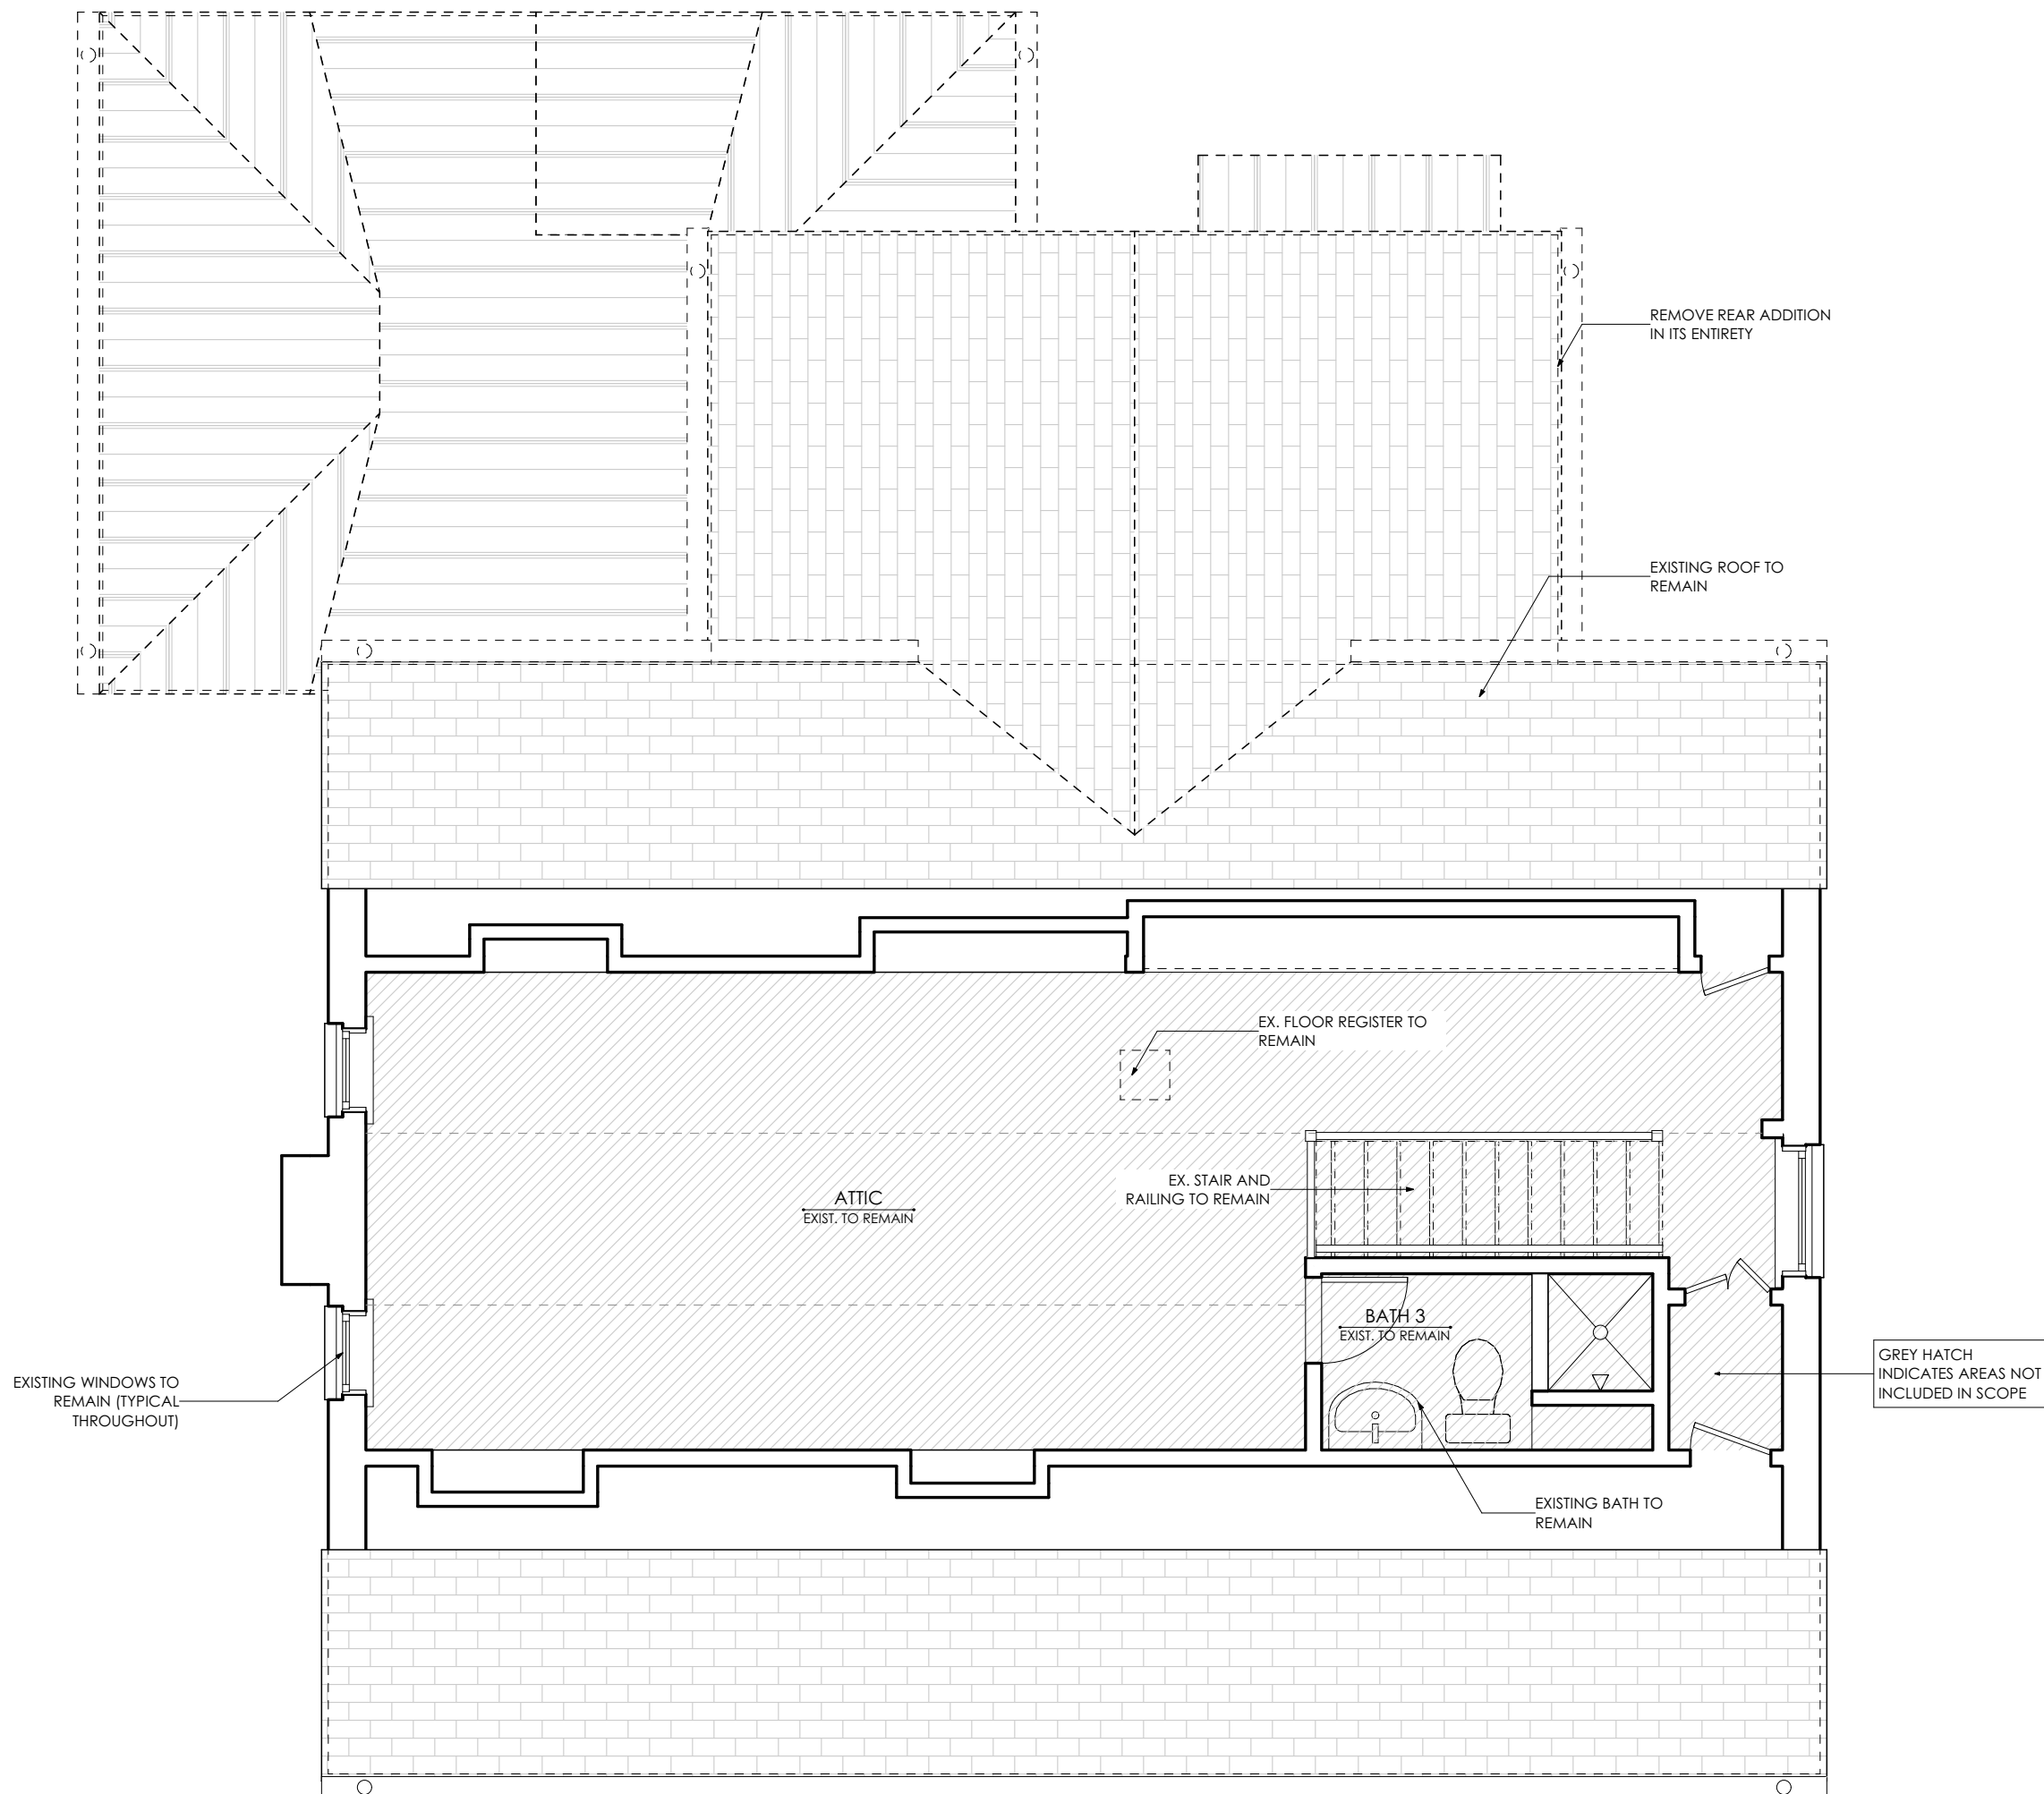 REMOVE REAR ADDITION
IN ITS ENTIRETY
EXISTING ROOF TO
REMAIN
EX. FLOOR REGISTER TO
REMAIN
EX. STAIR AND
RAILING TO REMAIN
ATTIC
EXIST. TO REMAIN
BATH 3
EXIST. TO REMAIN
GREY HATCH
INDICATES AREAS NOT
INCLUDED IN SCOPE
EXISTING WINDOWS TO
REMAIN (TYPICAL
THROUGHOUT)
EXISTING BATH TO
REMAIN